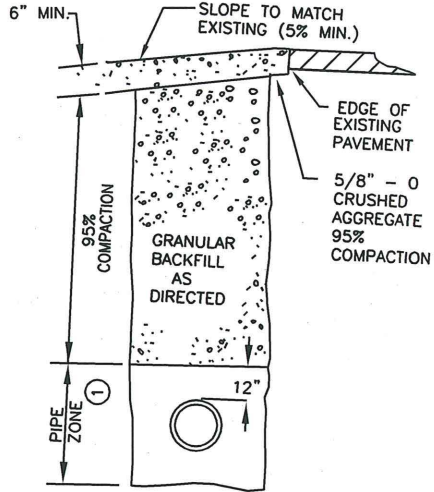 6" MIN.
SLOPE TO MATCH
EXISTING (5% MIN.)
EDGE OF
EXISTING
PAVEMENT
5/8" - 0
CRUSHED
AGGREGATE
95%
COMPACTION
95%
COMPACTION
GRANULAR
BACKFILL
AS
DIRECTED
12"
PIPE
ZONE
1